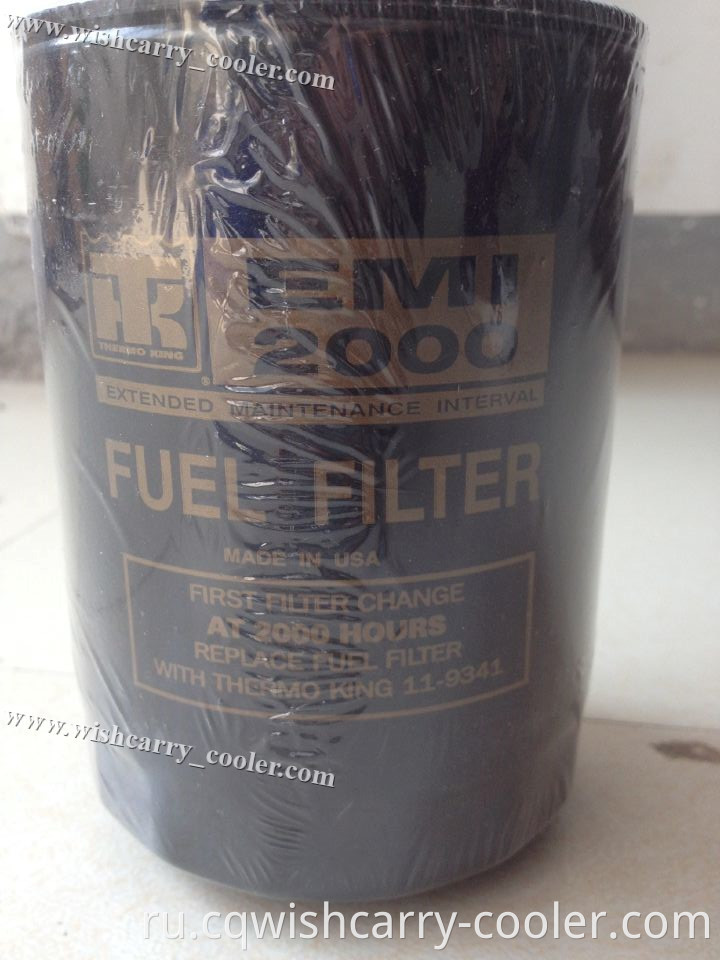 www.wishcarry_cooler.com
TK
THERMO KING
®
EMI
2000
EXTENDED MAINTENANCE INTERVAL
FUEL FILTER
MADE IN USA
FIRST FILTER CHANGE
AT 2000 HOURS
REPLACE FUEL FILTER
WITH THERMO KING 11-9341
www.wishcarry_cooler.com
ru.cqwishcarry-cooler.com